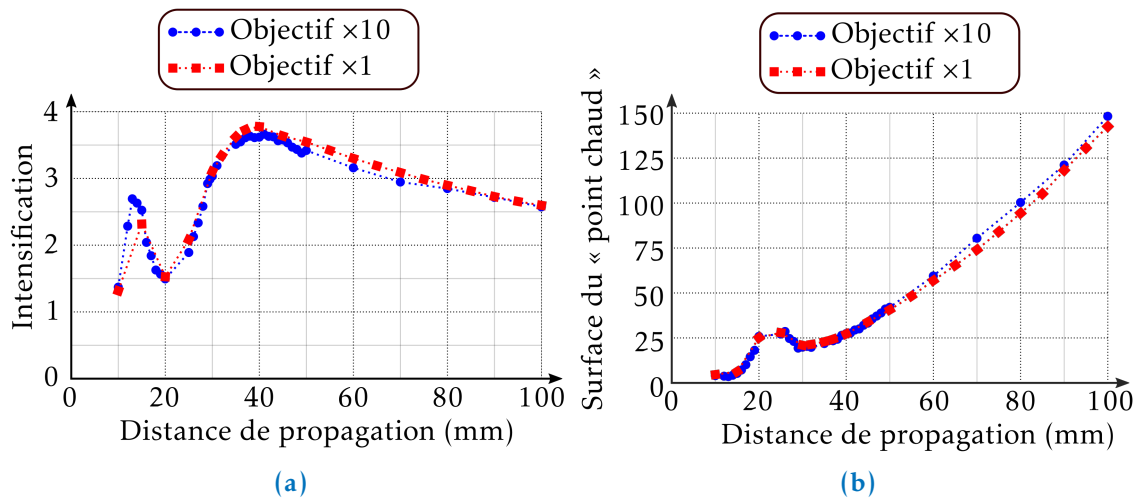 Objectif ×10
Objectif ×1
Intensification
4
3
2
1
0
0 20 40 60 80 100
Distance de propagation (mm)
(a)
Objectif ×10
Objectif ×1
Surface du « point chaud »
150
125
100
75
50
25
0
0 20 40 60 80 100
Distance de propagation (mm)
(b)